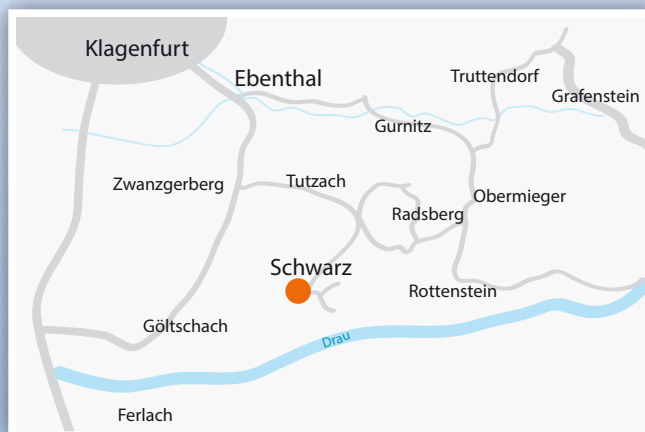 Klagenfurt
Ebenthal
Truttendorf
Grafenstein
Gurnitz
Zwanzgerberg
Tutzach
Obermieger
Radsberg
Schwarz
Rottenstein
Göltschach
Drau
Ferlach